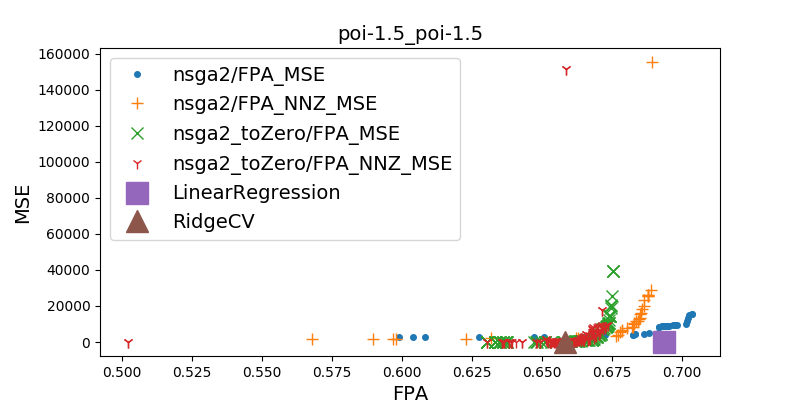 poi-1.5_poi-1.5
160000
140000
120000
100000
80000
60000
40000
20000
0
MSE
nsga2/FPA_MSE
nsga2/FPA_NNZ_MSE
nsga2_toZero/FPA_MSE
nsga2_toZero/FPA_NNZ_MSE
LinearRegression
RidgeCV
0.500 0.525 0.550 0.575 0.600 0.625 0.650 0.675 0.700
FPA